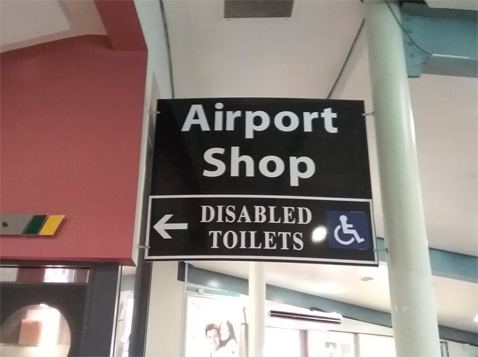 Airport
Shop
DISABLED
TOILETS